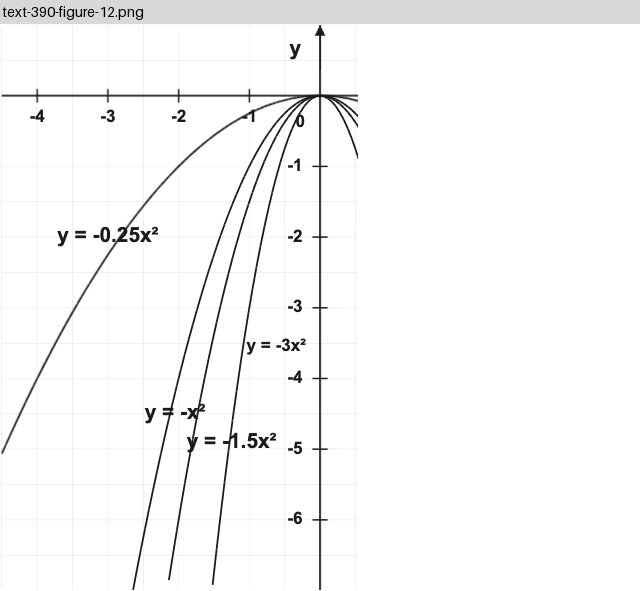 text-390-figure-12.png
y
-4 -3 -2 -1 0
-1
y = -0.25x²
-2
-3
y = -3x²
-4
y = -x²
y = -1.5x²
-5
-6